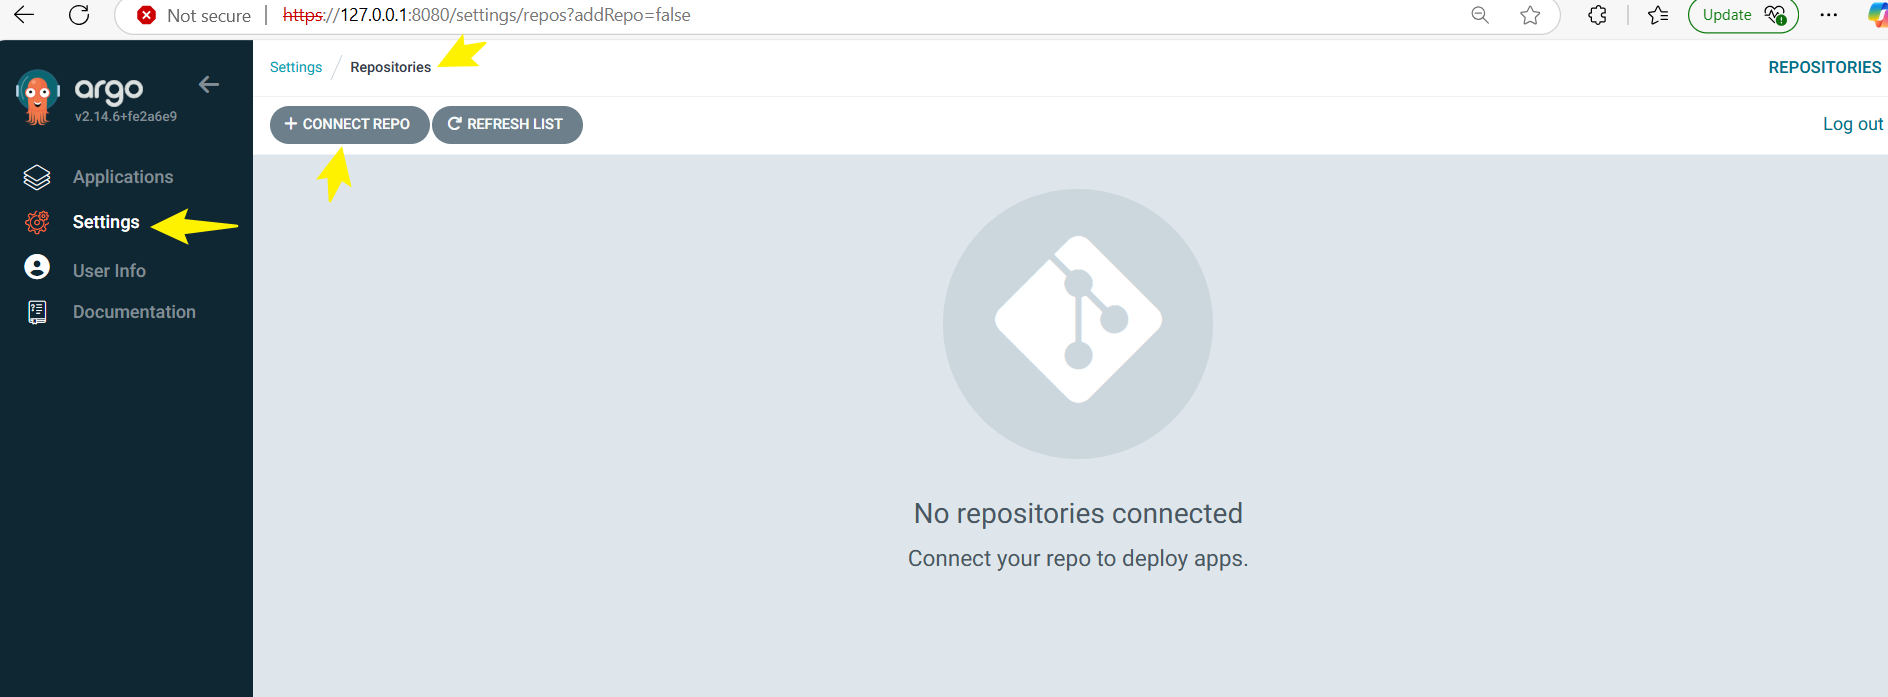 Not secure https://127.0.0.1:8080/settings/repos?addRepo=false Update
Settings / Repositories REPOSITORIES
argo
v2.14.6+fe2a6e9
+ CONNECT REPO REFRESH LIST Log out
Applications
Settings
User Info
Documentation
No repositories connected
Connect your repo to deploy apps.